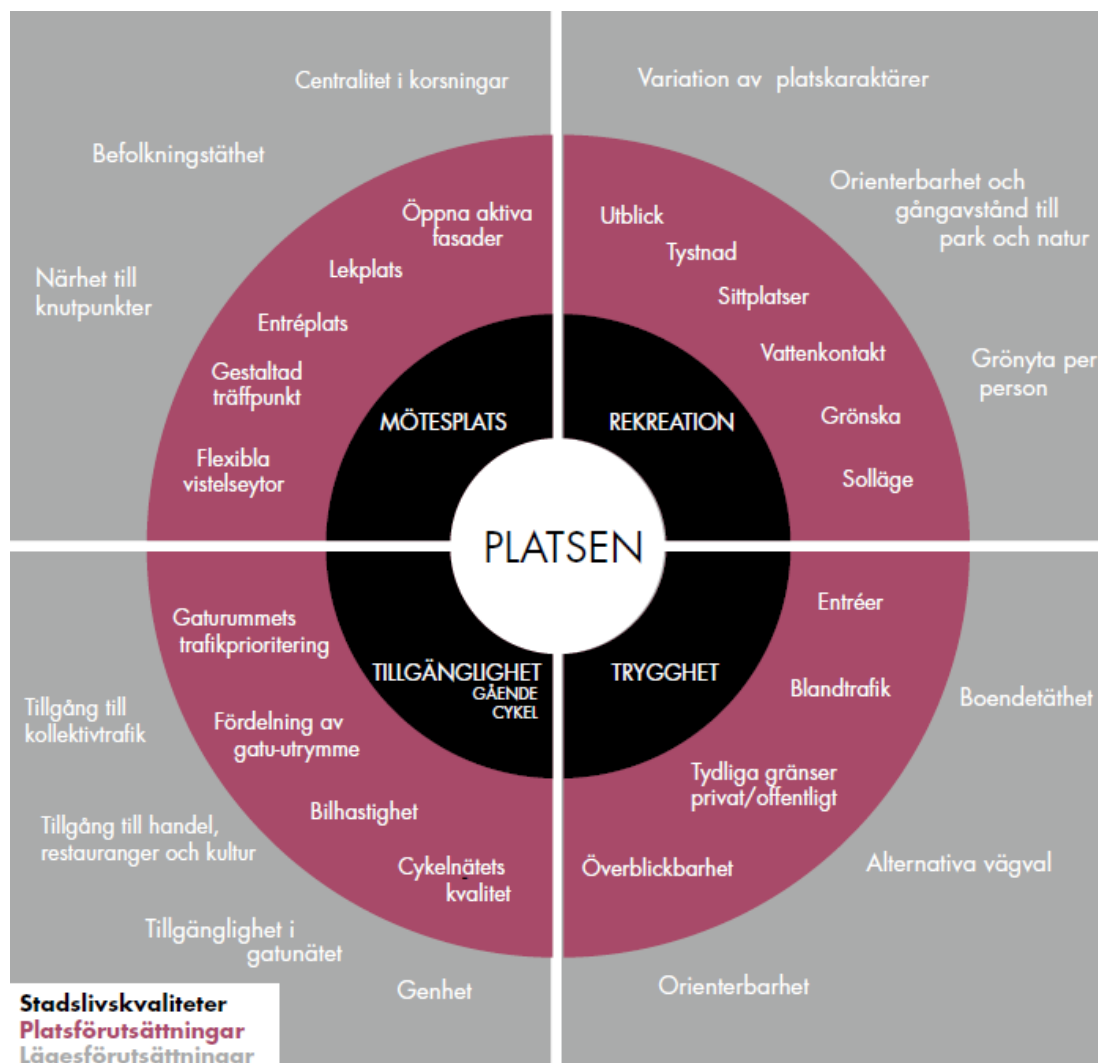 Centralitet i korsningar
Befolkningstäthet
Närhet till
knutpunkter
Öppna aktiva
fasader
Lekplats
Entréplats
Gestaltad
träffpunkt
Flexibla
vistelseytor
MÖTESPLATS
Variation av platskaraktärer
Orienterbarhet och
gångavstånd till
park och natur
Grönyta per
person
Utblick
Tystnad
Sittplatser
Vattenkontakt
Grönska
Solläge
REKREATION
PLATSEN
Gaturummets
trafikprioritering
Fördelning av
gatu-utrymme
Bilhastighet
Cykelnätets
kvalitet
TILLGÄNGLIGHET
GÅENDE
CYKEL
Tillgång till
kollektivtrafik
Tillgång till handel,
restauranger och kultur
Tillgänglighet i
gatunätet
Genhet
TRYGGHET
Entréer
Blandtrafik
Tydliga gränser
privat/offentligt
Överblickbarhet
Boendetäthet
Alternativa vägval
Orienterbarhet
Stadslivskvaliteter
Platsförutsättningar
Lägesförutsättningar